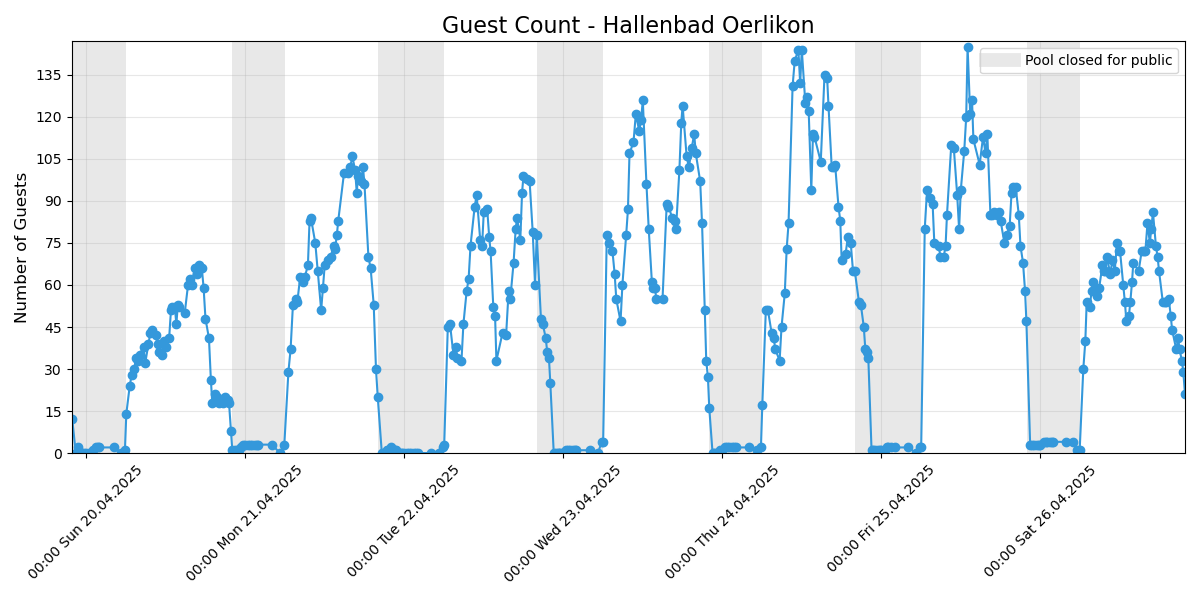 Guest Count - Hallenbad Oerlikon
Pool closed for public
Number of Guests
135
120
105
90
75
60
45
30
15
0
00:00 Sun 20.04.2025
00:00 Mon 21.04.2025
00:00 Tue 22.04.2025
00:00 Wed 23.04.2025
00:00 Thu 24.04.2025
00:00 Fri 25.04.2025
00:00 Sat 26.04.2025